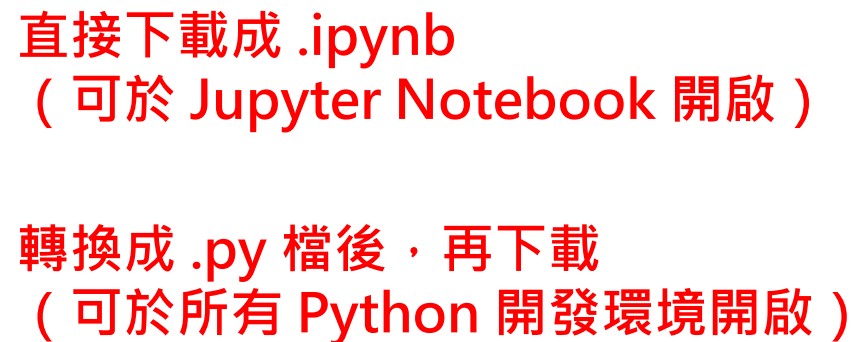 直接下載成 .ipynb
（可於 Jupyter Notebook 開啟）
轉換成 .py 檔後，再下載
（可於所有 Python 開發環境開啟）